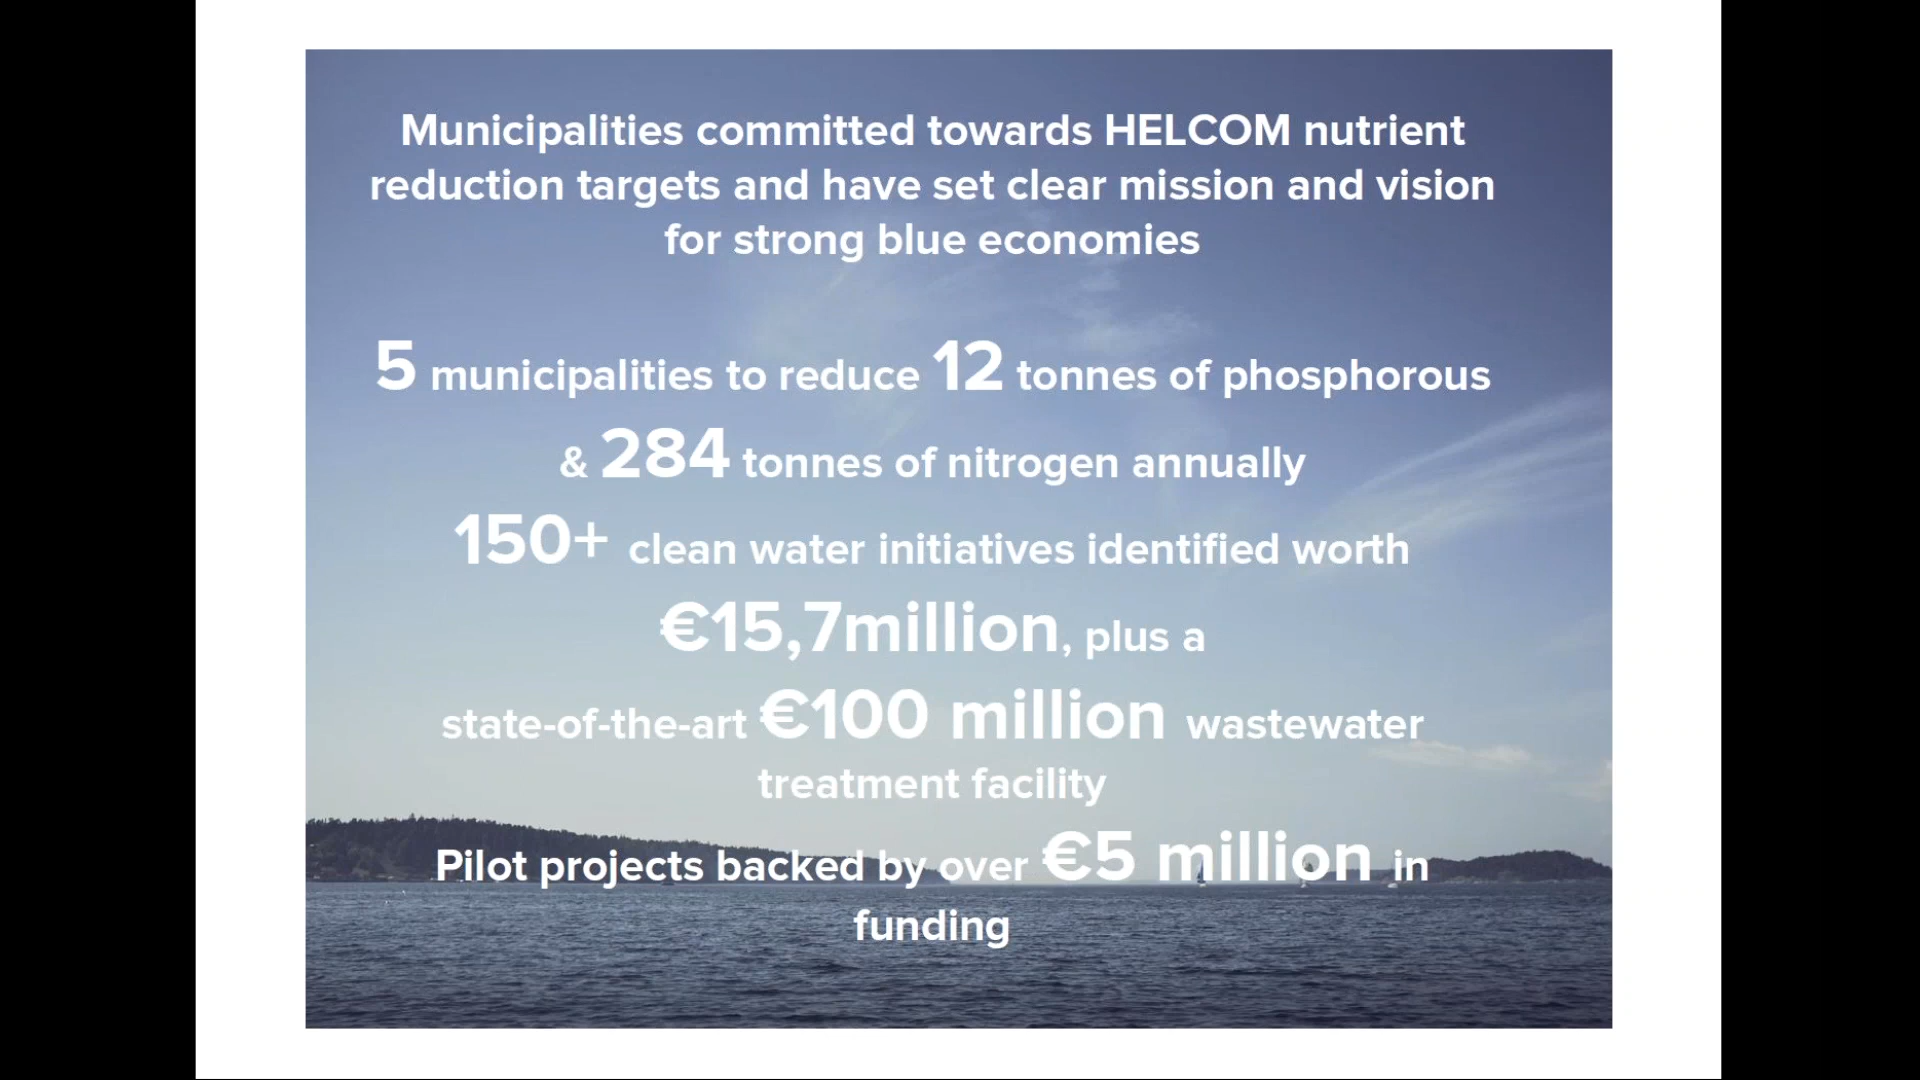 Municipalities committed towards HELCOM nutrient
reduction targets and have set clear mission and vision
for strong blue economies
5 municipalities to reduce 12 tonnes of phosphorous
& 284 tonnes of nitrogen annually
150+ clean water initiatives identified worth
€15,7million, plus a
state-of-the-art €100 million wastewater
treatment facility
Pilot projects backed by over €5 million in
funding